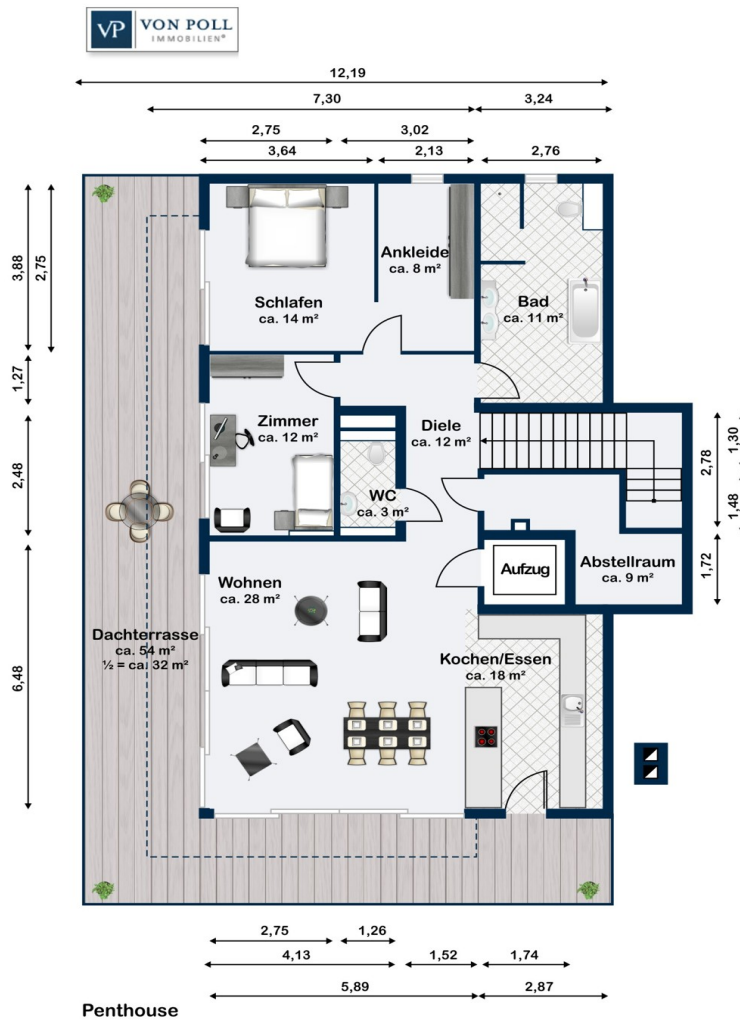 VP VON POLL
IMMOBILIEN®
12,19
7,30
3,24
2,75
3,02
3,64
2,13
2,76
3,88
2,75
1,27
2,48
6,48
Schlafen
ca. 14 m²
Ankleide
ca. 8 m²
Bad
ca. 11 m²
Zimmer
ca. 12 m²
Diele
ca. 12 m²
WC
ca. 3 m²
2,78
1,30
1,48
1,72
Aufzug
Abstellraum
ca. 9 m²
Wohnen
ca. 28 m²
Dachterrasse
ca. 54 m²
½ = ca. 32 m²
Kochen/Essen
ca. 18 m²
2,75
1,26
4,13
1,52
1,74
5,89
2,87
Penthouse